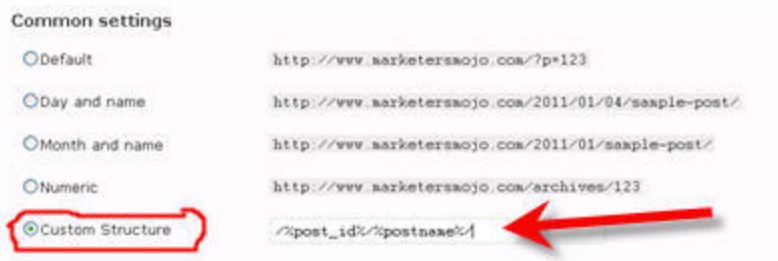 Common settings
Default http://www.marketersmojo.com/?p=123
Day and name http://www.marketersmojo.com/2011/01/04/sample-post/
Month and name http://www.marketersmojo.com/2011/01/sample-post/
Numeric http://www.marketersmojo.com/archives/123
Custom Structure /%post_id%/%postname%/